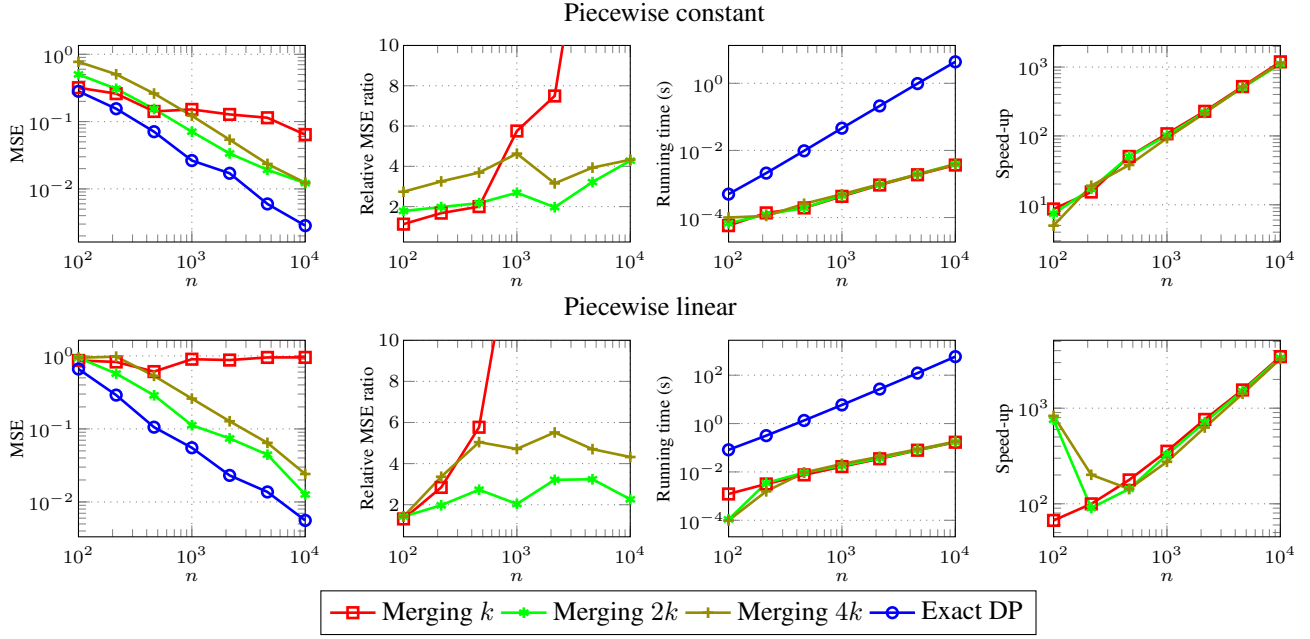 Piecewise constant
MSE
10^0
10^-1
10^-2
10^2 10^3 10^4
n
Relative MSE ratio
10
8
6
4
2
10^2 10^3 10^4
n
Running time (s)
10^0
10^-2
10^-4
10^2 10^3 10^4
n
Speed-up
10^3
10^2
10^1
10^2 10^3 10^4
n
Piecewise linear
MSE
10^0
10^-1
10^-2
10^2 10^3 10^4
n
Relative MSE ratio
10
8
6
4
2
10^2 10^3 10^4
n
Running time (s)
10^2
10^0
10^-2
10^-4
10^2 10^3 10^4
n
Speed-up
10^3
10^2
10^2 10^3 10^4
n
Merging k Merging 2k Merging 4k Exact DP